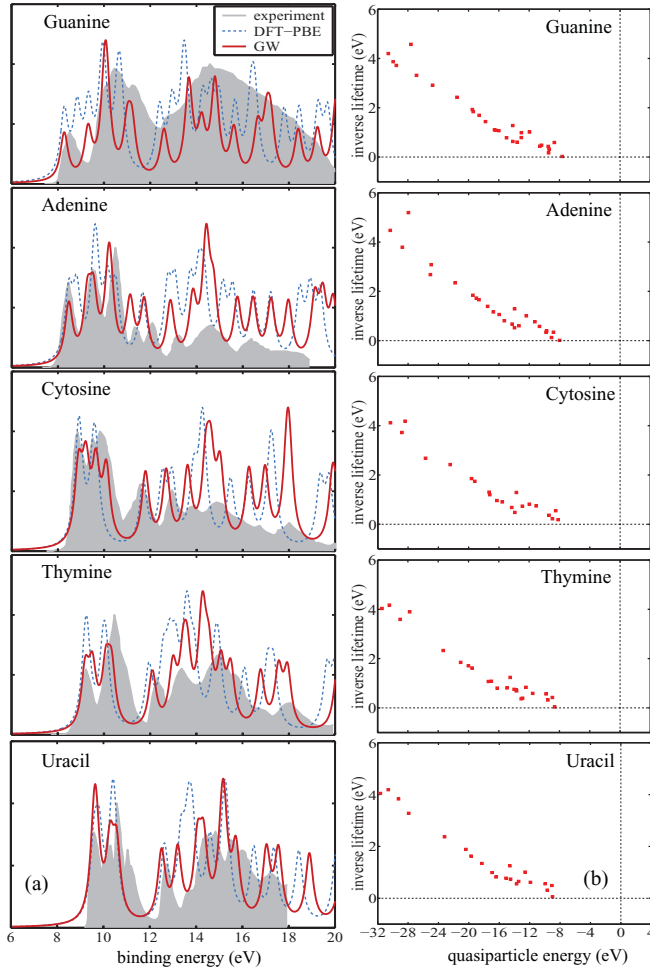 Guanine
experiment
DFT−PBE
GW
Adenine
Cytosine
Thymine
Uracil
(a)
6 8 10 12 14 16 18 20
binding energy (eV)
Guanine
6
4
2
0
inverse lifetime (eV)
Adenine
6
4
2
0
inverse lifetime (eV)
Cytosine
6
4
2
0
inverse lifetime (eV)
Thymine
6
4
2
0
inverse lifetime (eV)
Uracil
6
4
2
0
inverse lifetime (eV)
(b)
−32 −28 −24 −20 −16 −12 −8 −4 0 4
quasiparticle energy (eV)